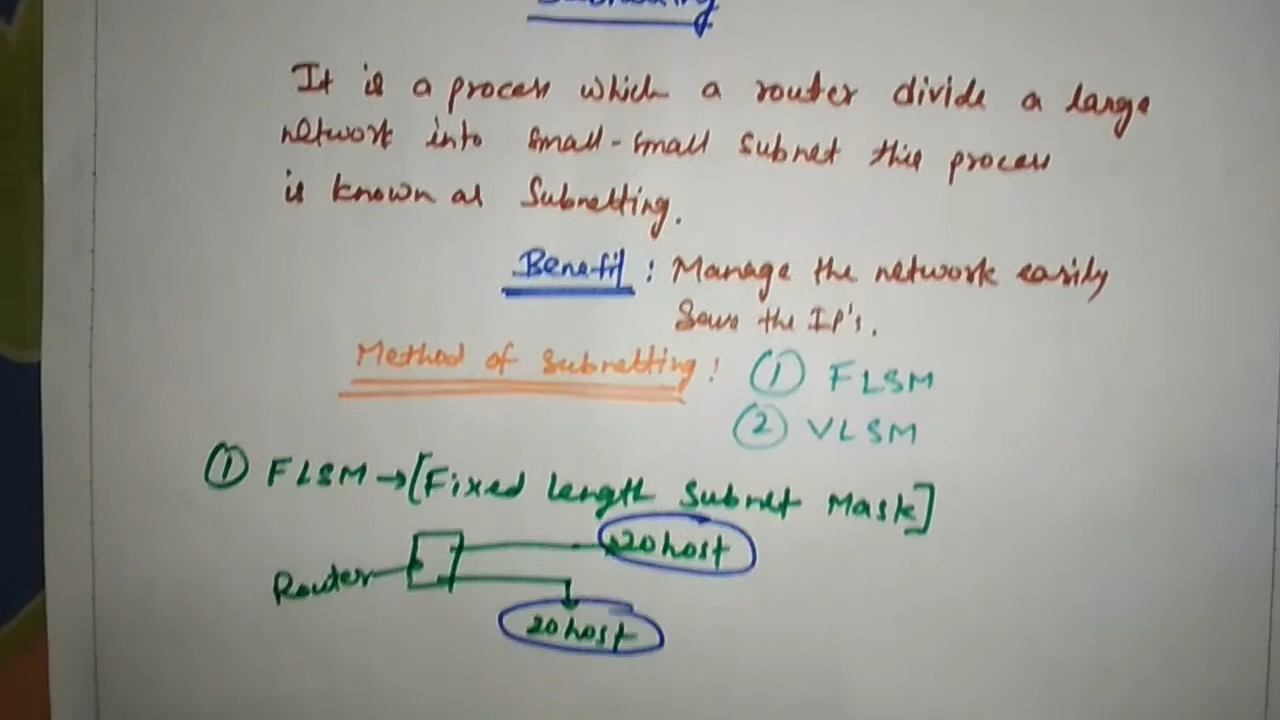 Subnetting
It is a process which a router divide a large
network into small-small subnet this process
is known as Subnetting.
Benefit : Manage the network easily
Save the IP's.
Method of Subnetting : ① FLSM
② VLSM
① FLSM → [Fixed length Subnet Mask]
20 host
Router
20 host